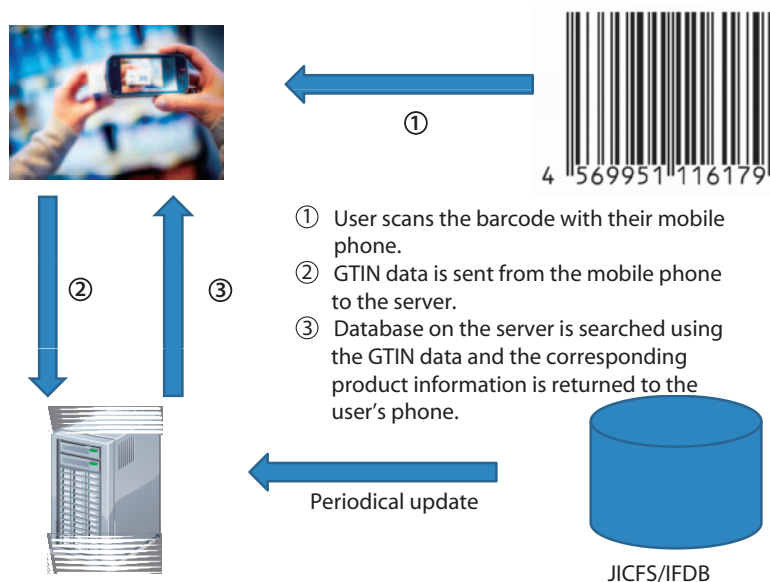 ①
4 569951 116179
① User scans the barcode with their mobile
phone.
② GTIN data is sent from the mobile phone
to the server.
③ Database on the server is searched using
the GTIN data and the corresponding
product information is returned to the
user's phone.
②
③
Periodical update
JICFS/IFDB